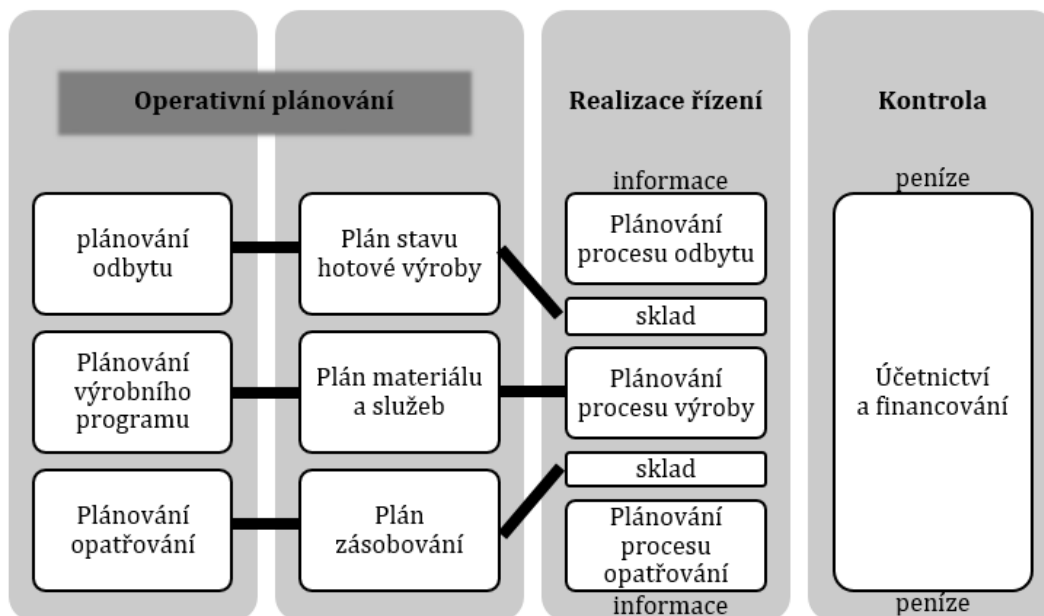 Operativní plánování
Realizace řízení
Kontrola
plánování
odbytu
Plánování
výrobního
programu
Plánování
opatřování
Plán stavu
hotové výroby
Plán materiálu
a služeb
Plán
zásobování
informace
Plánování
procesu odbytu
sklad
Plánování
procesu výroby
sklad
Plánování
procesu
opatřování
informace
peníze
Účetnictví
a financování
peníze